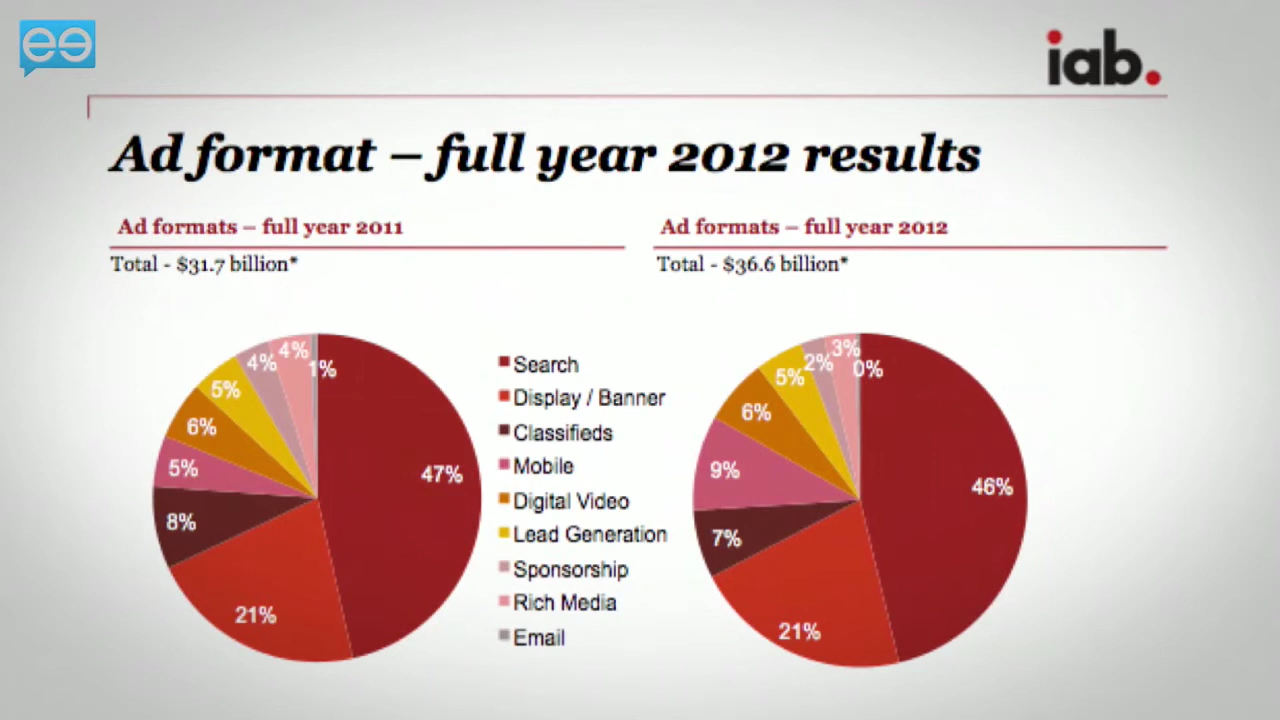 iab.
Ad format – full year 2012 results
Ad formats – full year 2011
Total - $31.7 billion*
Ad formats – full year 2012
Total - $36.6 billion*
47%
21%
8%
5%
6%
5%
4%
4%
1%
Search
Display / Banner
Classifieds
Mobile
Digital Video
Lead Generation
Sponsorship
Rich Media
Email
46%
21%
7%
9%
6%
5%
2%
3%
0%